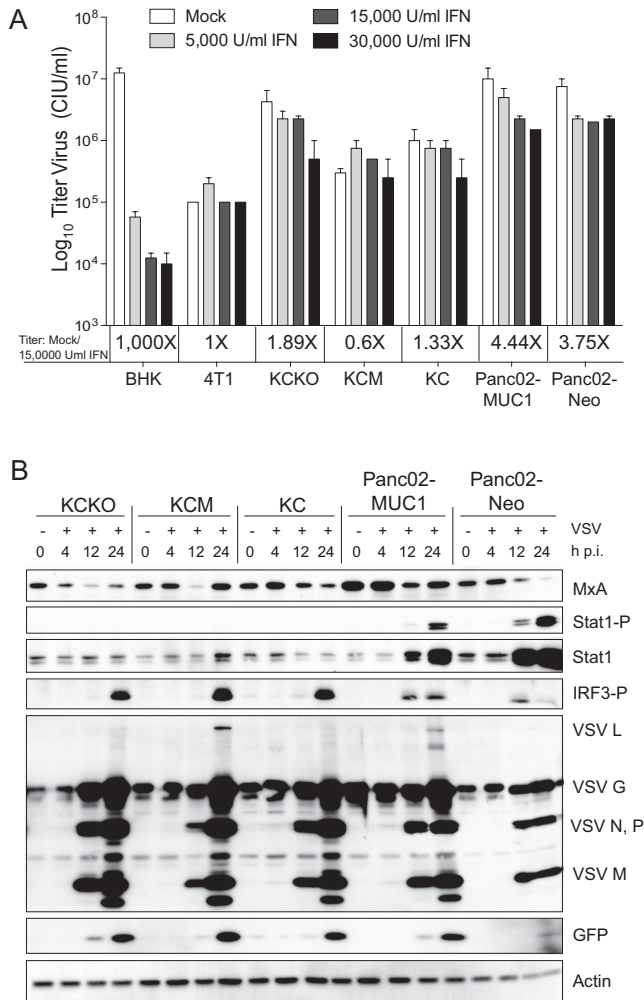 A
Mock
5,000 U/ml IFN
15,000 U/ml IFN
30,000 U/ml IFN
Log10 Titer Virus (CIU/ml)
10^8
10^7
10^6
10^5
10^4
10^3
Titer: Mock/
15,0000 Uml IFN
1,000X 1X 1.89X 0.6X 1.33X 4.44X 3.75X
BHK 4T1 KCKO KCM KC Panc02-MUC1 Panc02-Neo
B
KCKO KCM KC Panc02-MUC1 Panc02-Neo
- + + + - + + + - + + + - + + + - + + + VSV
0 4 12 24 0 4 12 24 0 4 12 24 0 4 12 24 0 4 12 24 h p.i.
MxA
Stat1-P
Stat1
IRF3-P
VSV L
VSV G
VSV N, P
VSV M
GFP
Actin